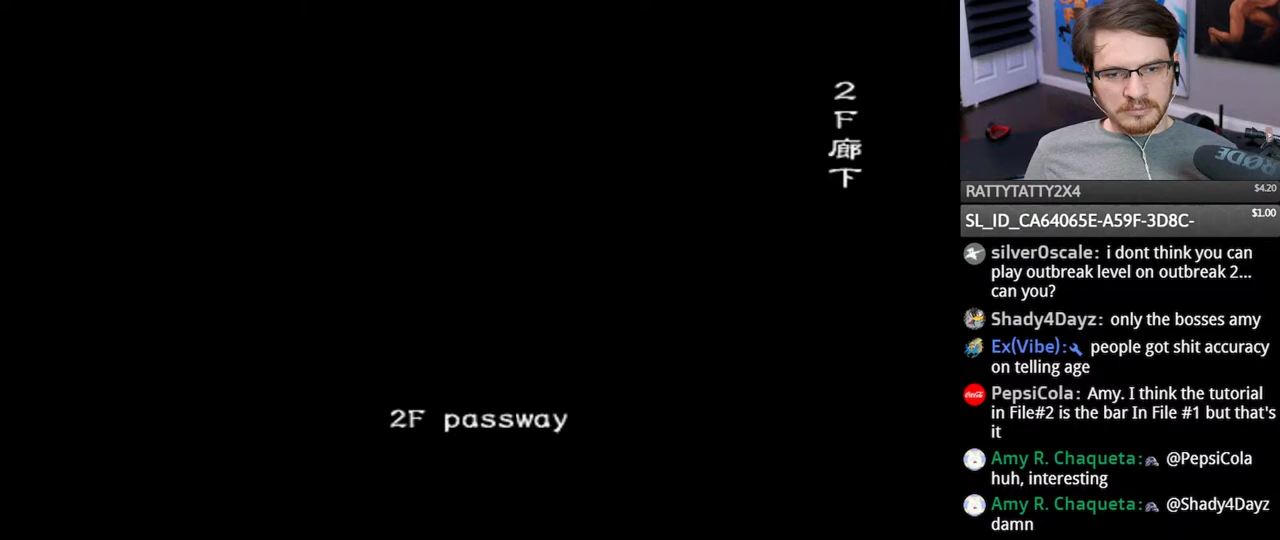 2F廊下
2F passway
RØDE
RATTYTATTY2X4
$4.20
SL_ID_CA64065E-A59F-3D8C-
$1.00
silver0scale: i dont think you can
play outbreak level on outbreak 2...
can you?
Shady4Dayz: only the bosses amy
Ex(Vibe): people got shit accuracy
on telling age
PepsiCola: Amy. I think the tutorial
in File#2 is the bar In File #1 but that's
it
Amy R. Chaqueta: @PepsiCola
huh, interesting
Amy R. Chaqueta: @Shady4Dayz
damn